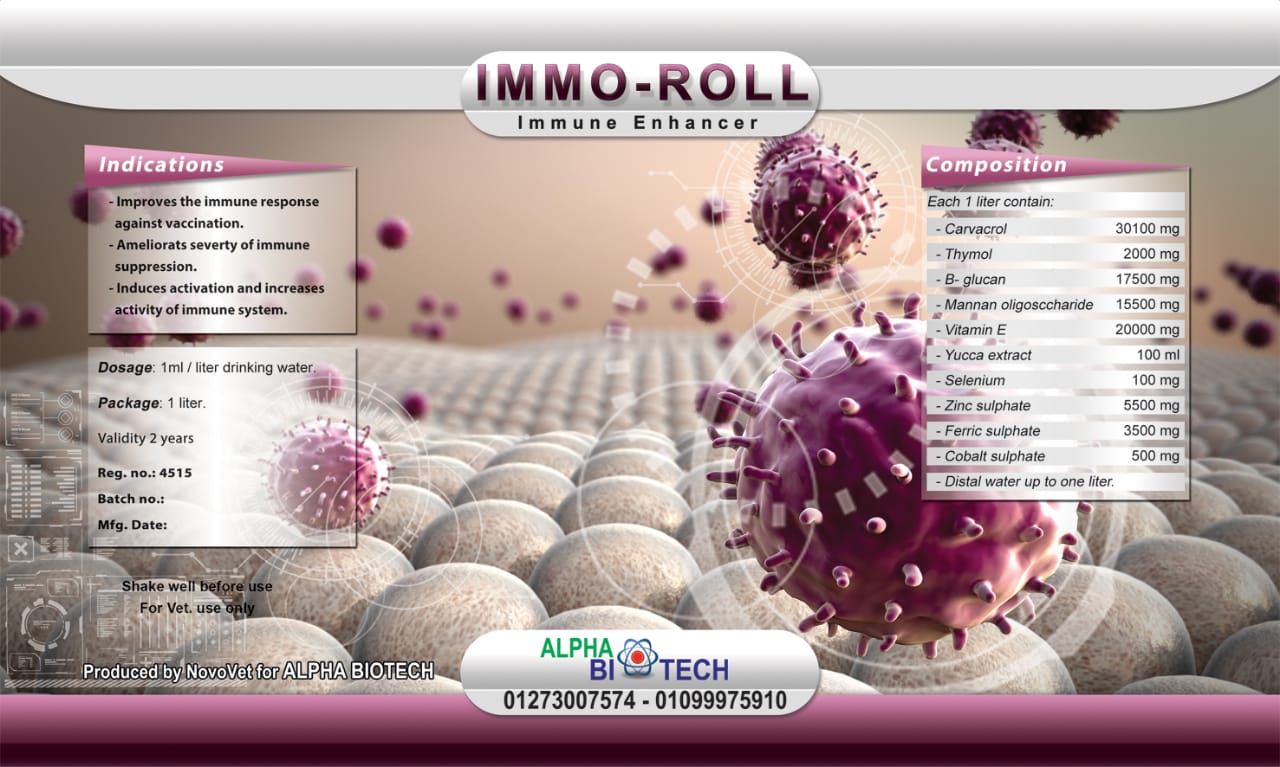 IMMO-ROLL
Immune Enhancer
Indications
- Improves the immune response
against vaccination.
- Ameliorats severty of immune
suppression.
- Induces activation and increases
activity of immune system.
Dosage: 1ml / liter drinking water.
Package: 1 liter.
Validity 2 years
Reg. no.: 4515
Batch no.:
Mfg. Date:
Shake well before use
For Vet. use only
Produced by NovoVet for ALPHA BIOTECH
Composition
Each 1 liter contain:
- Carvacrol 30100 mg
- Thymol 2000 mg
- B- glucan 17500 mg
- Mannan oligosccharide 15500 mg
- Vitamin E 20000 mg
- Yucca extract 100 ml
- Selenium 100 mg
- Zinc sulphate 5500 mg
- Ferric sulphate 3500 mg
- Cobalt sulphate 500 mg
- Distal water up to one liter.
ALPHA
BIOTECH
01273007574 - 01099975910